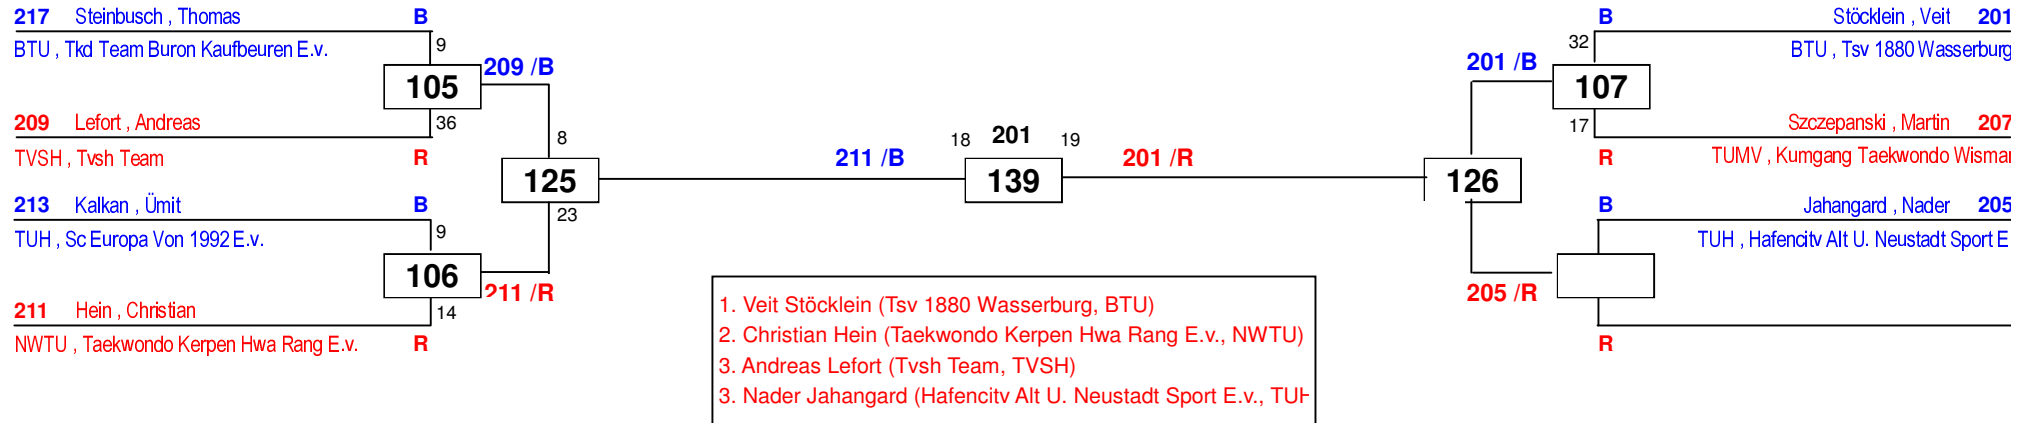 217 Steinbusch , Thomas B
BTU , Tkd Team Buron Kaufbeuren E.v.
9
105
209 /B
36
209 Lefort , Andreas
TVSH , Tvsh Team R
8
125
23
213 Kalkan , Ümit B
TUH , Sc Europa Von 1992 E.v.
9
106
211 /R
14
211 Hein , Christian
NWTU , Taekwondo Kerpen Hwa Rang E.v. R
211 /B
18 201 19
139
201 /R
B Stöcklein , Veit 201
BTU , Tsv 1880 Wasserburg
32
201 /B
107
17
Szczepanski , Martin 207
R TUMV , Kumgang Taekwondo Wismar
126
B Jahangard , Nader 205
TUH , Hafencitv Alt U. Neustadt Sport E
205 /R
R
1. Veit Stöcklein (Tsv 1880 Wasserburg, BTU)
2. Christian Hein (Taekwondo Kerpen Hwa Rang E.v., NWTU)
3. Andreas Lefort (Tvsh Team, TVSH)
3. Nader Jahangard (Hafencitv Alt U. Neustadt Sport E.v., TUH